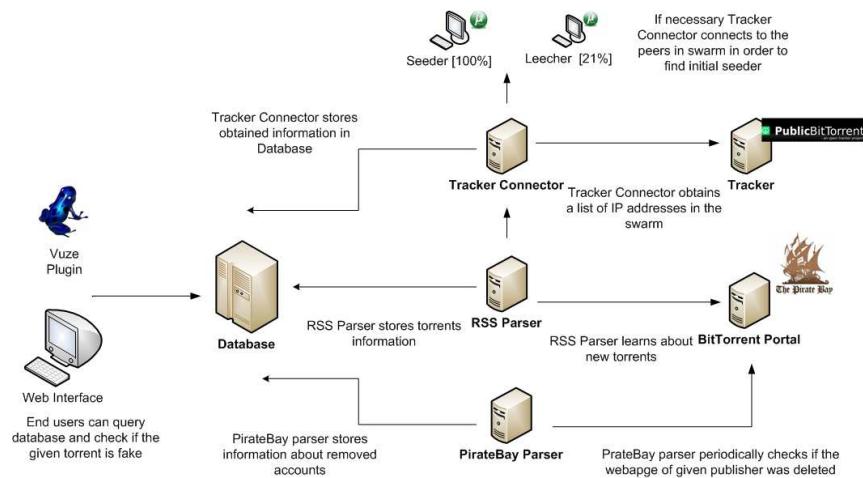 If necessary Tracker
Connector connects to the
peers in swarm in order to
find initial seeder
Seeder [100%]
Leecher [21%]
Tracker Connector stores
obtained information in
Database
PublicBitTorrent
Tracker Connector
Tracker
Tracker Connector obtains
a list of IP addresses in the
swarm
Vuze
Plugin
The Pirate Bay
Database
RSS Parser stores torrents
information
RSS Parser
RSS Parser learns about
new torrents
BitTorrent Portal
Web Interface
End users can query
database and check if the
given torrent is fake
PirateBay parser stores
information about removed
accounts
PirateBay Parser
PrateBay parser periodically checks if the
webpage of given publisher was deleted